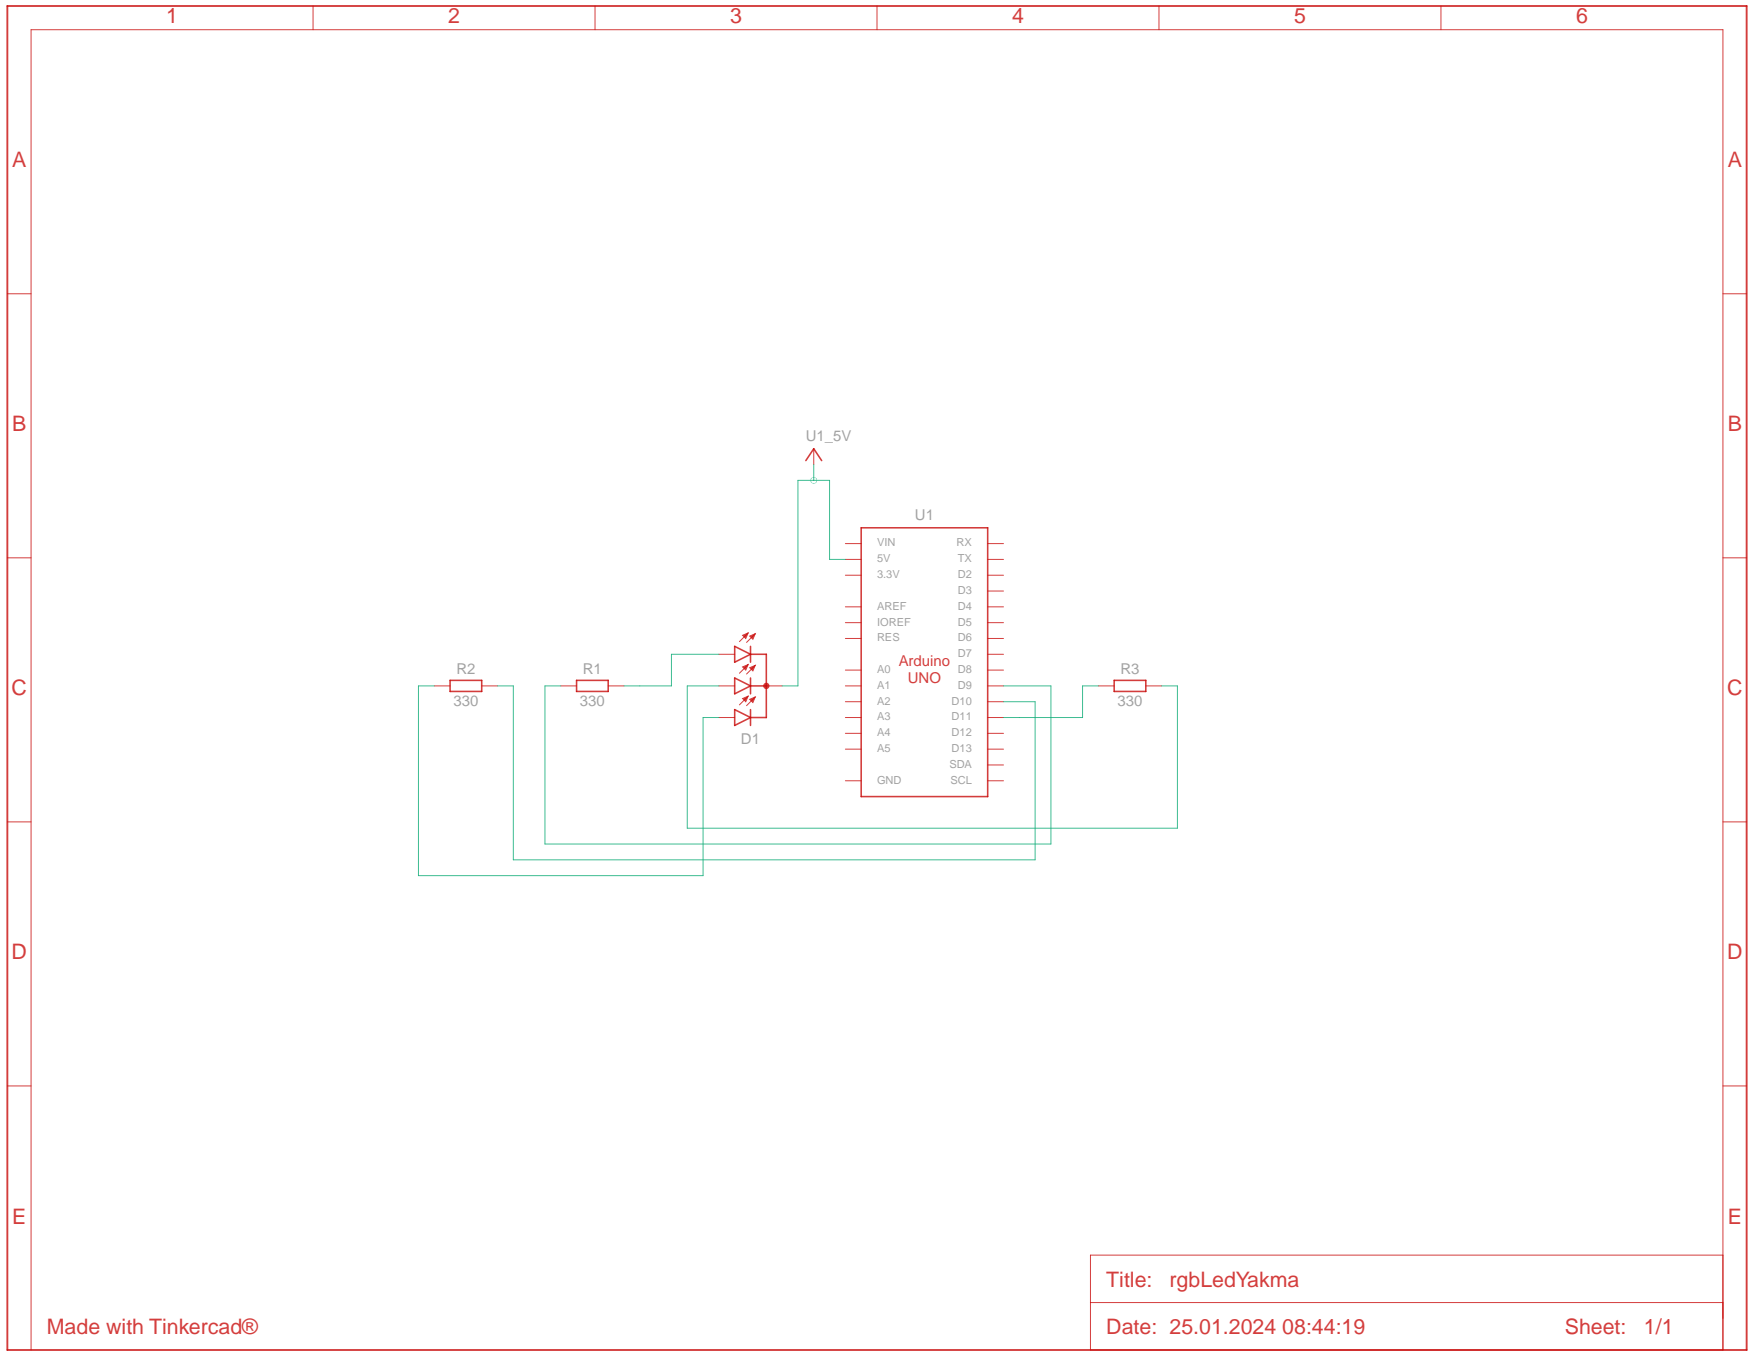 1 2 3 4 5 6
A A
B B
U1_5V
U1
VIN RX
5V TX
3.3V D2
D3
AREF D4
IOREF D5
RES D6
D7
A0 Arduino D8
A1 UNO D9
A2 D10
A3 D11
A4 D12
A5 D13
SDA
GND SCL
R2 R1 R3
C C
330 330 330
D1
D D
E E
Title: rgbLedYakma
Made with Tinkercad® Date: 25.01.2024 08:44:19 Sheet: 1/1